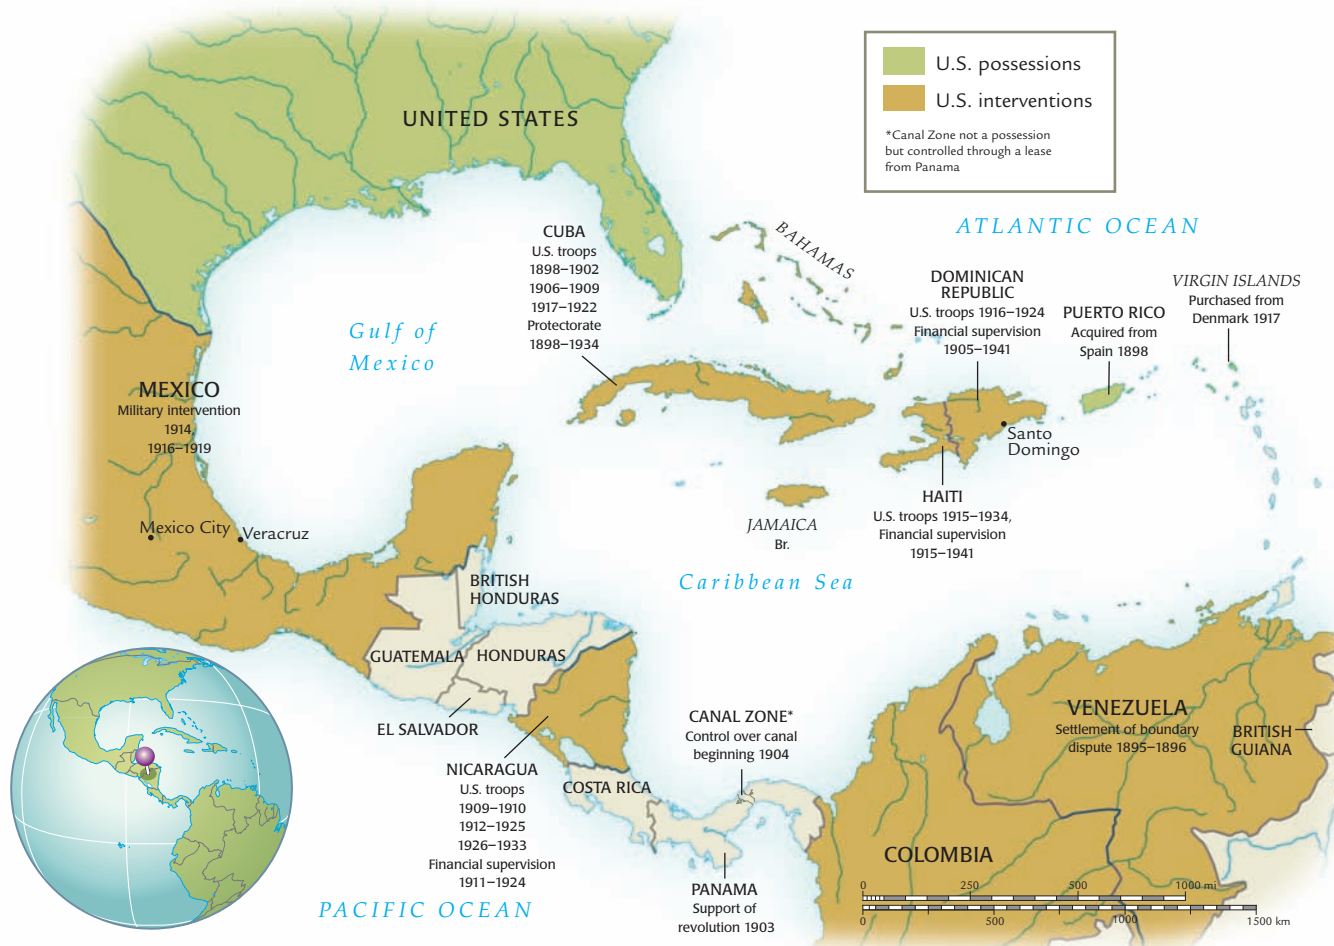 U.S. possessions
U.S. interventions
*Canal Zone not a possession
but controlled through a lease
from Panama
UNITED STATES
ATLANTIC OCEAN
BAHAMAS
CUBA
U.S. troops
1898–1902
1906–1909
1917–1922
Protectorate
1898–1934
DOMINICAN
REPUBLIC
U.S. troops 1916–1924
Financial supervision
1905–1941
PUERTO RICO
Acquired from
Spain 1898
VIRGIN ISLANDS
Purchased from
Denmark 1917
Gulf of
Mexico
MEXICO
Military intervention
1914,
1916–1919
Santo
Domingo
Mexico City
Veracruz
JAMAICA
Br.
HAITI
U.S. troops 1915–1934,
Financial supervision
1915–1941
Caribbean Sea
BRITISH
HONDURAS
GUATEMALA
HONDURAS
EL SALVADOR
NICARAGUA
U.S. troops
1909–1910
1912–1925
1926–1933
Financial supervision
1911–1924
COSTA RICA
CANAL ZONE*
Control over canal
beginning 1904
PANAMA
Support of
revolution 1903
VENEZUELA
Settlement of boundary
dispute 1895–1896
BRITISH
GUIANA
COLOMBIA
PACIFIC OCEAN
0 250 500 1000 mi
0 500 1000 1500 km